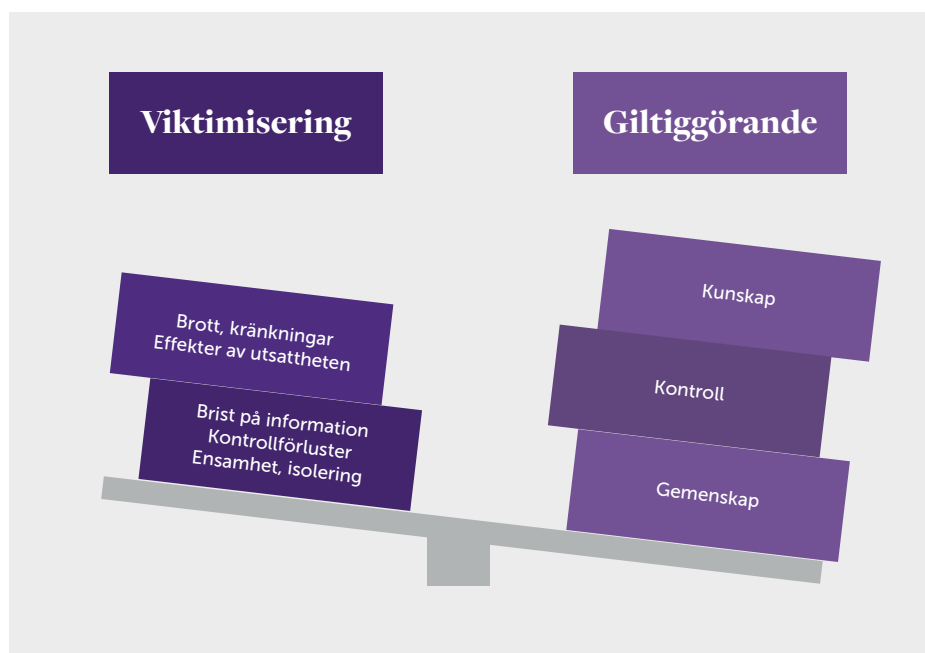 Viktimisering
Giltiggörande
Brott, kränkningar
Effekter av utsattheten
Brist på information
Kontrollförluster
Ensamhet, isolering
Kunskap
Kontroll
Gemenskap